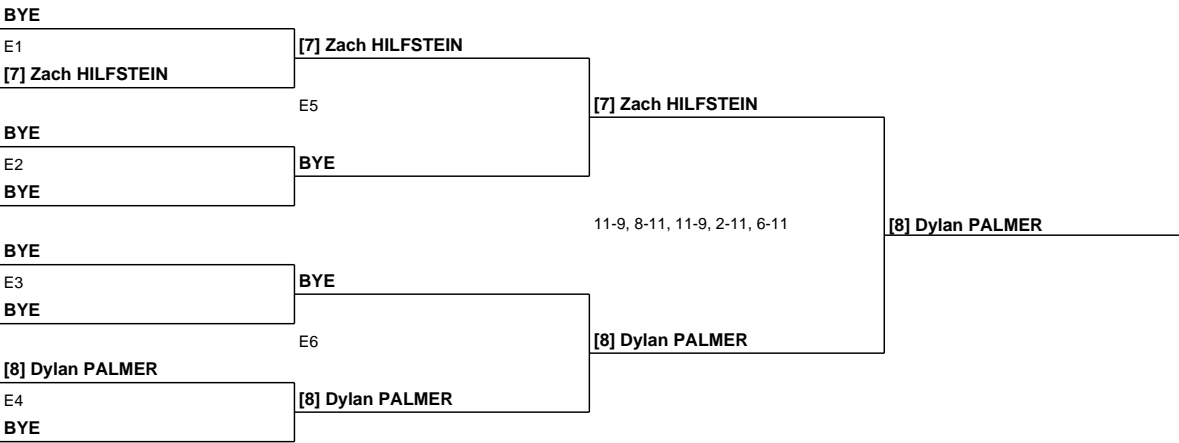 BYE
E1
[7] Zach HILFSTEIN
[7] Zach HILFSTEIN
E5
[7] Zach HILFSTEIN
BYE
E2
BYE
BYE
11-9, 8-11, 11-9, 2-11, 6-11
[8] Dylan PALMER
BYE
E3
BYE
BYE
E6
[8] Dylan PALMER
[8] Dylan PALMER
E4
[8] Dylan PALMER
BYE